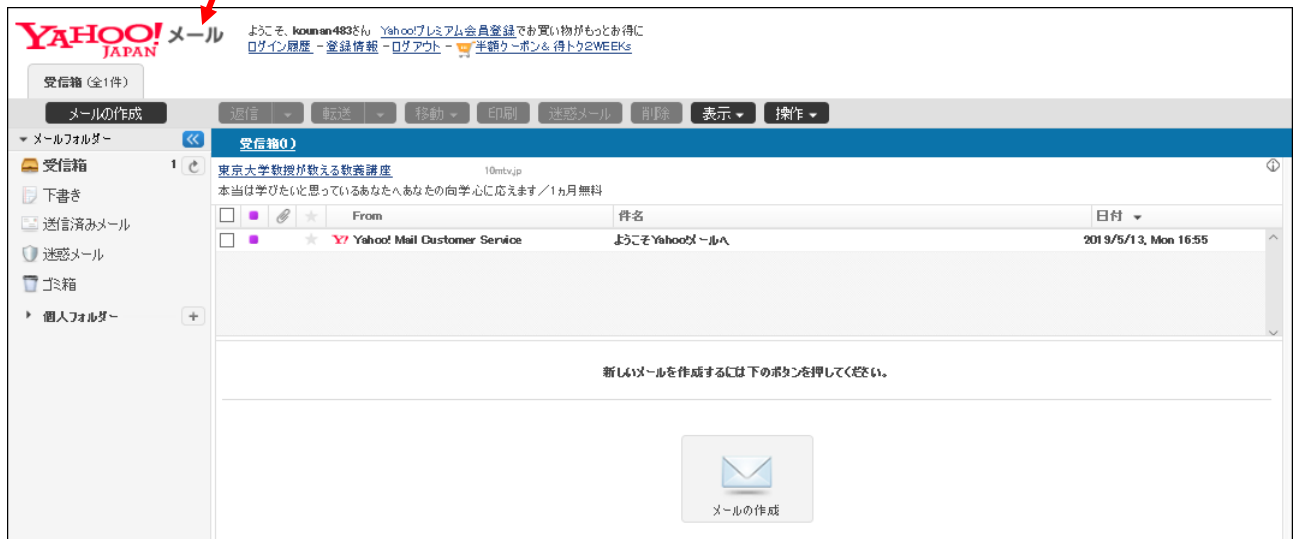 YAHOO! JAPAN メール
ようこそ、kounan483さん Yahoo!プレミアム会員登録でお買い物がもっとお得に
ログイン履歴 - 登録情報 - ログアウト - 半額クーポン&得トク2WEEKs
受信箱 (全1件)
メールの作成 返信 転送 移動 印刷 迷惑メール 削除 表示 操作
メールフォルダー
受信箱()
受信箱 1
東京大学教授が教える教養講座 10mtv.jp
本当は学びたいと思っているあなたへあなたの向学心に応えます/1ヵ月無料
下書き
From 件名 日付
送信済みメール
Y? Yahoo! Mail Customer Service ようこそYahoo!メールへ 2019/5/13, Mon 16:55
迷惑メール
ゴミ箱
個人フォルダー
新しいメールを作成するには下のボタンを押してください。
メールの作成